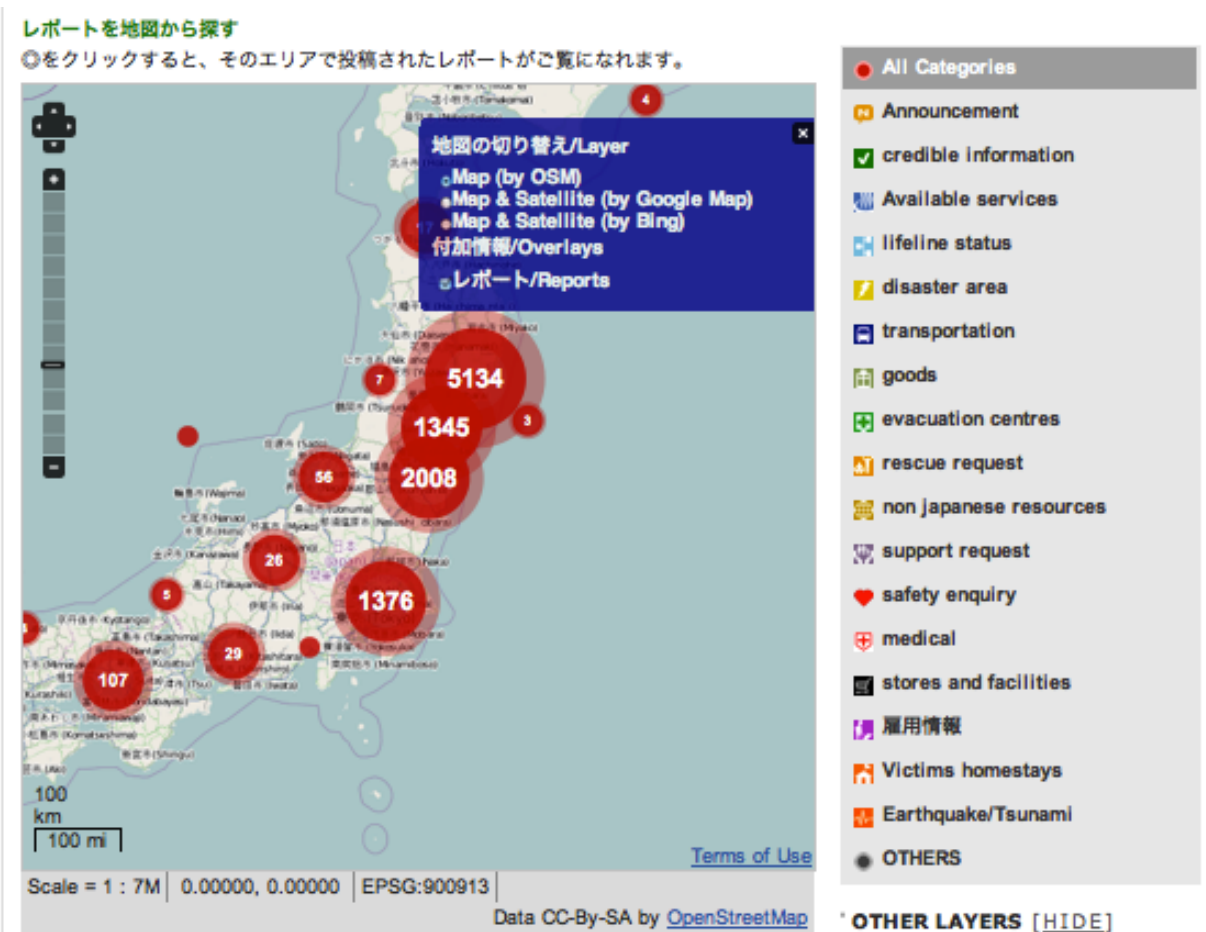 レポートを地図から探す
◎をクリックすると、そのエリアで投稿されたレポートがご覧になれます。
4
地図の切り替え/Layer
Map (by OSM)
Map & Satellite (by Google Map)
Map & Satellite (by Bing)
付加情報/Overlays
レポート/Reports
17
(Miyako)
5134
7
1345
3
56
2008
(Wajima)
26
1376
5
29
107
100
km
100 mi
Terms of Use
Scale = 1 : 7M
0.00000, 0.00000
EPSG:900913
Data CC-By-SA by OpenStreetMap
All Categories
Announcement
credible information
Available services
lifeline status
disaster area
transportation
goods
evacuation centres
rescue request
non japanese resources
support request
safety enquiry
medical
stores and facilities
雇用情報
Victims homestays
Earthquake/Tsunami
OTHERS
OTHER LAYERS [HIDE]